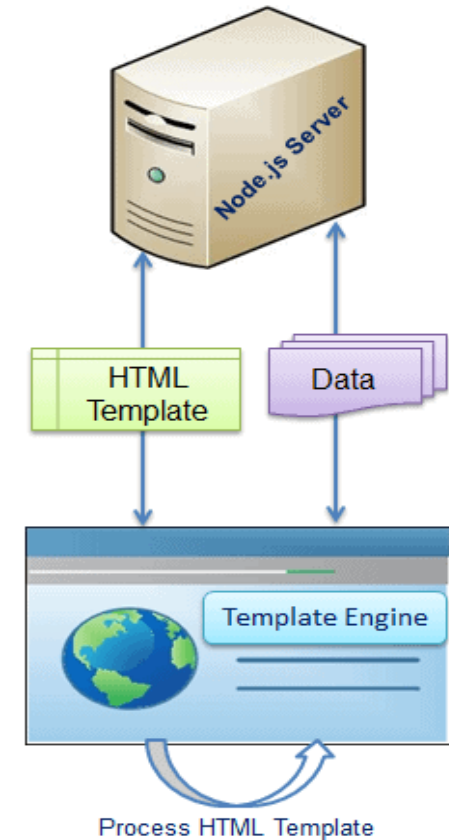 Node.js Server
HTML
Template
Data
Template Engine
Process HTML Template